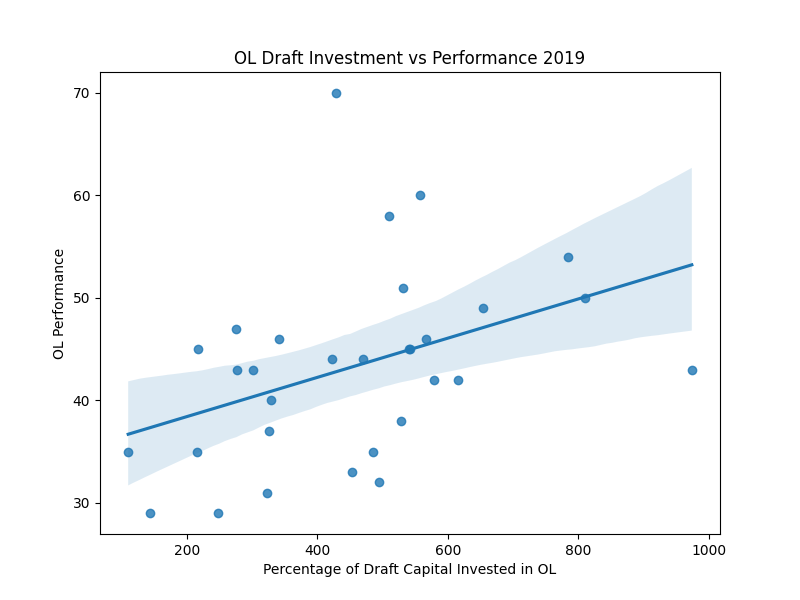 OL Draft Investment vs Performance 2019
70
60
50
40
30
OL Performance
200 400 600 800 1000
Percentage of Draft Capital Invested in OL